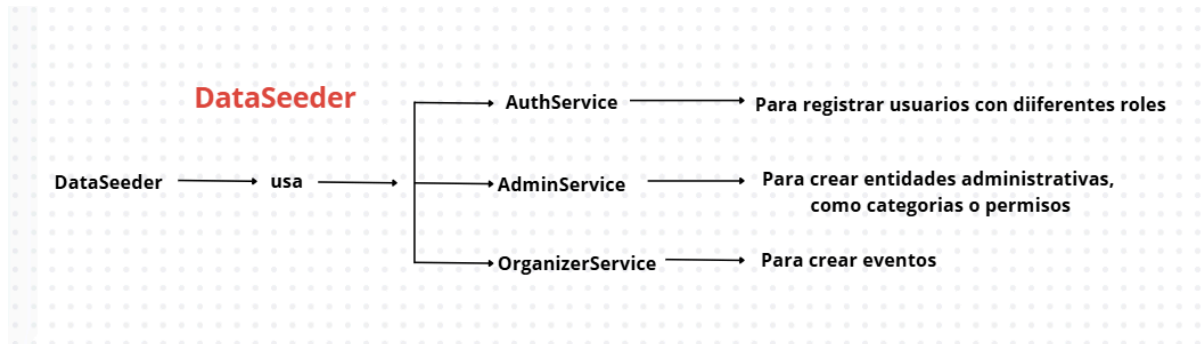 DataSeeder
AuthService
Para registrar usuarios con diiferentes roles
DataSeeder
usa
AdminService
Para crear entidades administrativas,
como categorias o permisos
OrganizerService
Para crear eventos